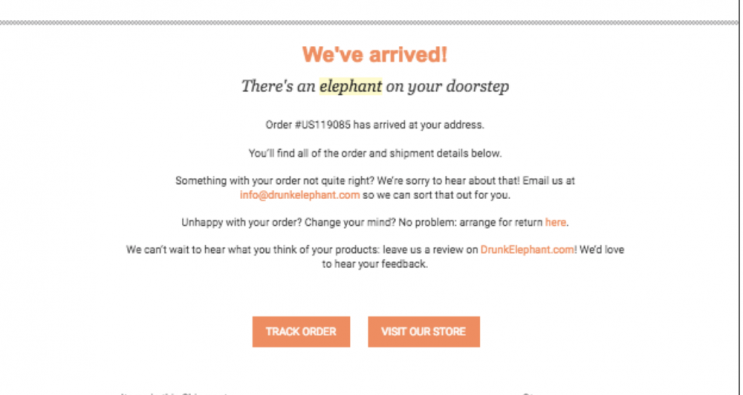 We've arrived!
There's an elephant on your doorstep
Order #US119085 has arrived at your address.
You'll find all of the order and shipment details below.
Something with your order not quite right? We're sorry to hear about that! Email us at
info@drunkelephant.com so we can sort that out for you.
Unhappy with your order? Change your mind? No problem: arrange for return here.
We can't wait to hear what you think of your products: leave us a review on DrunkElephant.com! We'd love
to hear your feedback.
TRACK ORDER VISIT OUR STORE